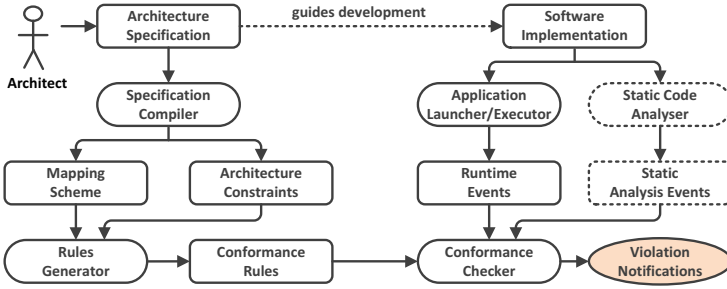 Architecture
Specification
guides development
Software
Implementation
Architect
Specification
Compiler
Application
Launcher/Executor
Static Code
Analyser
Mapping
Scheme
Architecture
Constraints
Runtime
Events
Static
Analysis Events
Rules
Generator
Conformance
Rules
Conformance
Checker
Violation
Notifications